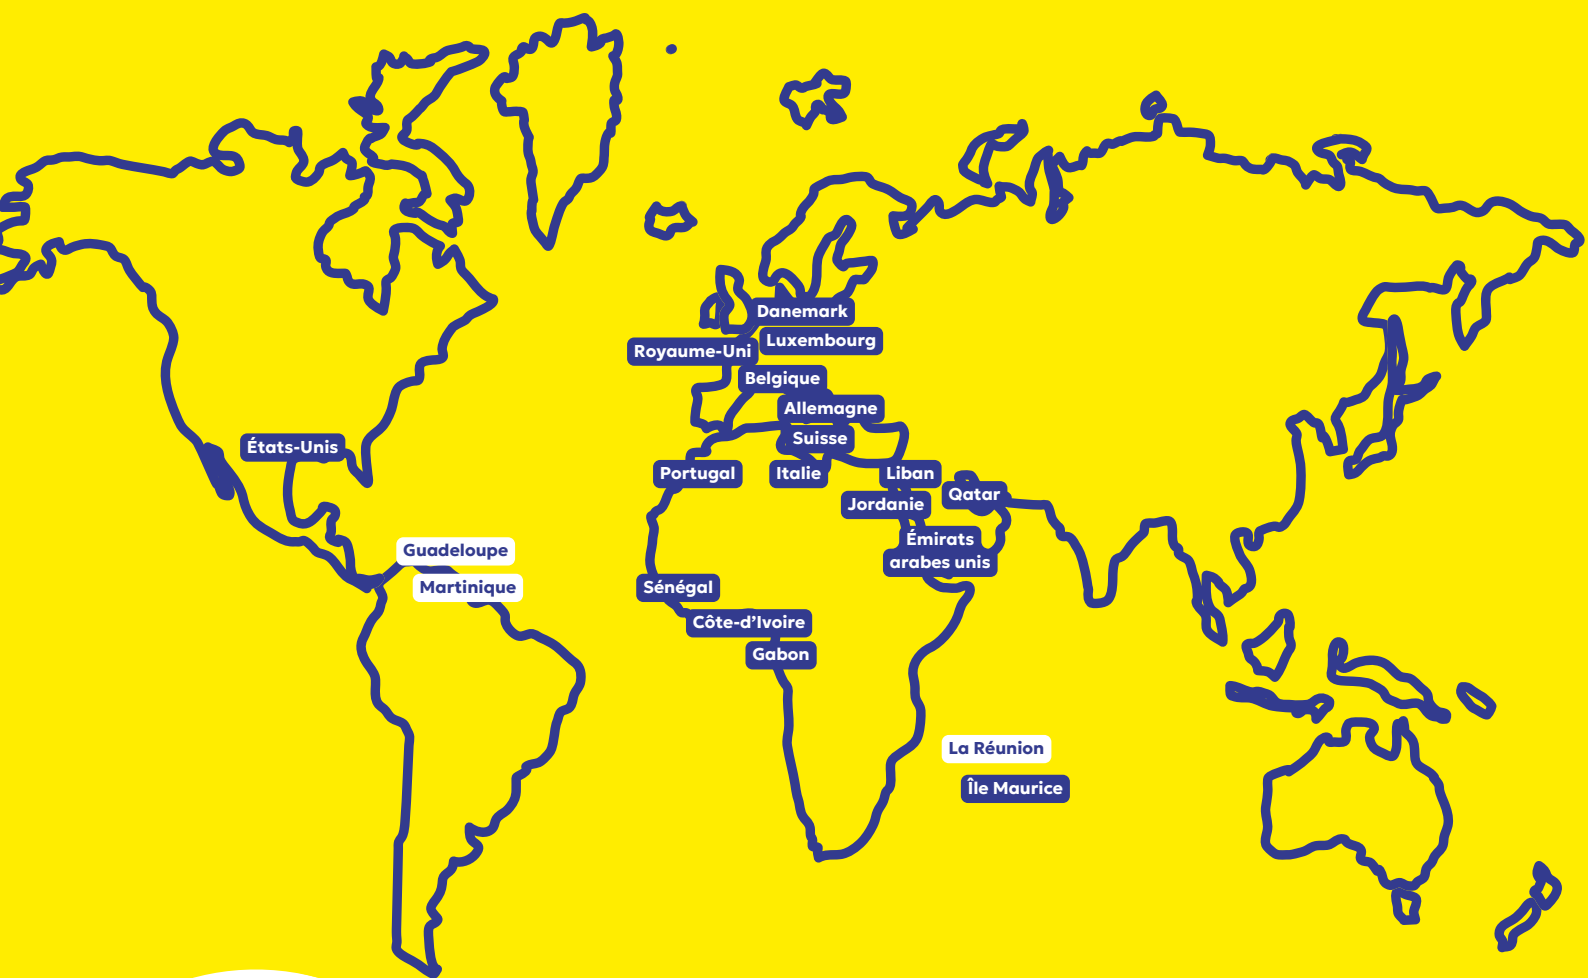 Danemark
Luxembourg
Royaume-Uni
Belgique
Allemagne
Suisse
États-Unis
Portugal
Italie
Liban
Qatar
Jordanie
Émirats
arabes unis
Guadeloupe
Martinique
Sénégal
Côte-d’Ivoire
Gabon
La Réunion
Île Maurice